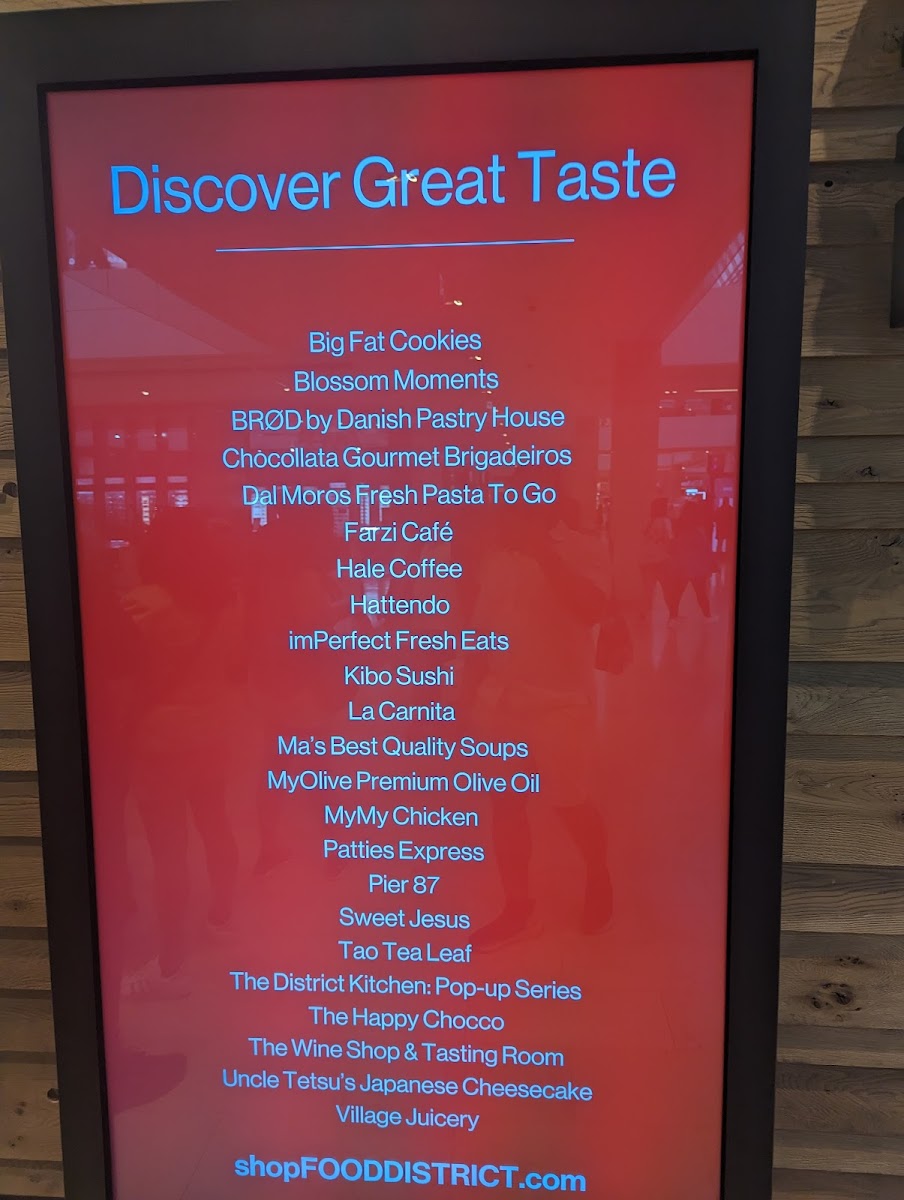 Discover Great Taste
Big Fat Cookies
Blossom Moments
BRØD by Danish Pastry House
Chocollata Gourmet Brigadeiros
Dal Moros Fresh Pasta To Go
Farzi Café
Hale Coffee
Hattendo
imPerfect Fresh Eats
Kibo Sushi
La Carnita
Ma's Best Quality Soups
MyOlive Premium Olive Oil
MyMy Chicken
Patties Express
Pier 87
Sweet Jesus
Tao Tea Leaf
The District Kitchen: Pop-up Series
The Happy Chocco
The Wine Shop & Tasting Room
Uncle Tetsu's Japanese Cheesecake
Village Juicery
shopFOODDISTRICT.com